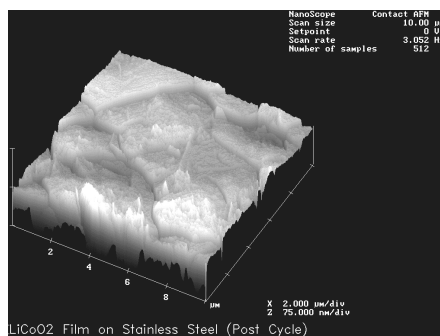 NanoScope Contact AFM
Scan size 10.00 µ
Setpoint 0 V
Scan rate 3.052 H
Number of samples 512
2
4
6
8
µm
X 2.000 µm/div
Z 75.000 nm/div
LiCoO2 Film on Stainless Steel (Post Cycle)